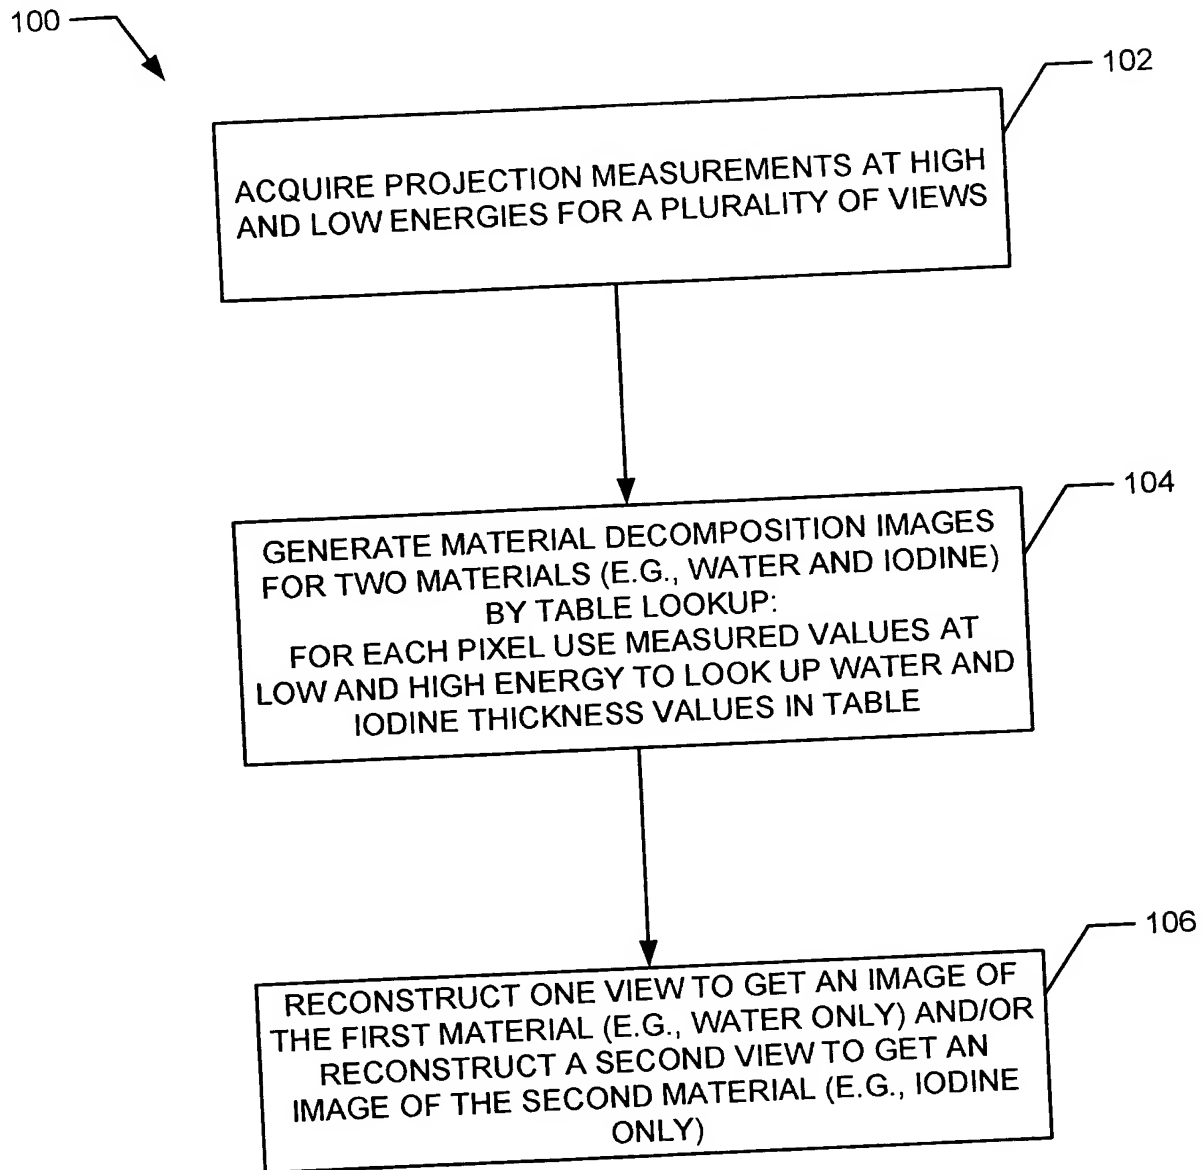 100
102
ACQUIRE PROJECTION MEASUREMENTS AT HIGH
AND LOW ENERGIES FOR A PLURALITY OF VIEWS
104
GENERATE MATERIAL DECOMPOSITION IMAGES
FOR TWO MATERIALS (E.G., WATER AND IODINE)
BY TABLE LOOKUP:
FOR EACH PIXEL USE MEASURED VALUES AT
LOW AND HIGH ENERGY TO LOOK UP WATER AND
IODINE THICKNESS VALUES IN TABLE
106
RECONSTRUCT ONE VIEW TO GET AN IMAGE OF
THE FIRST MATERIAL (E.G., WATER ONLY) AND/OR
RECONSTRUCT A SECOND VIEW TO GET AN
IMAGE OF THE SECOND MATERIAL (E.G., IODINE
ONLY)